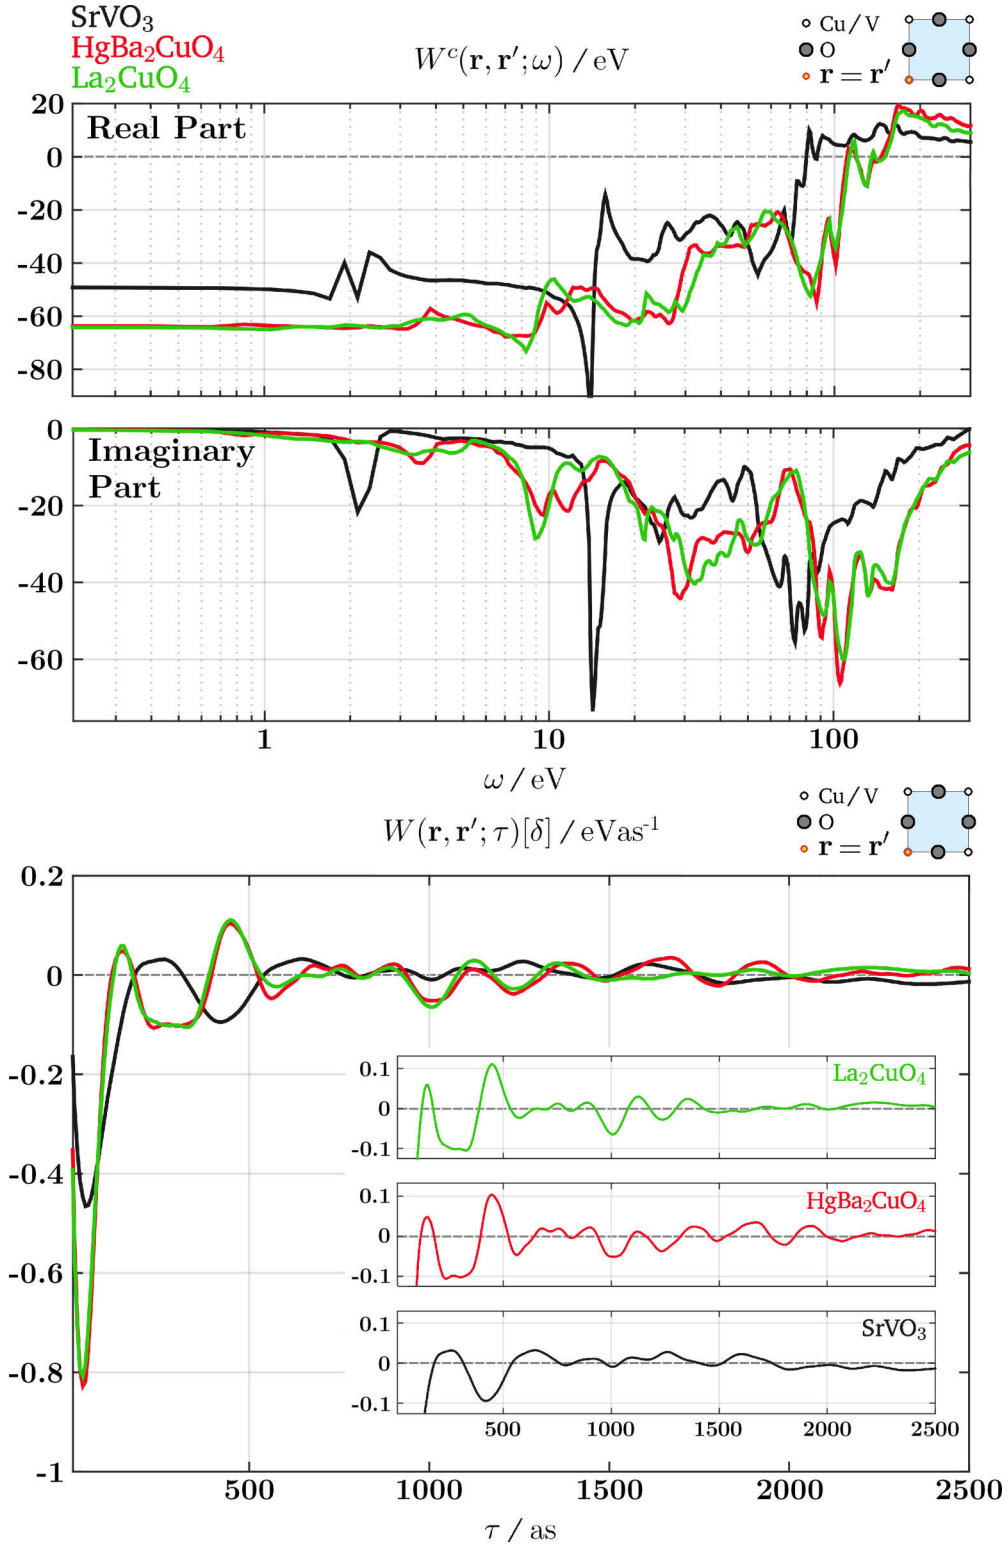 SrVO₃
HgBa₂CuO₄
La₂CuO₄
Wᶜ(r, r′; ω) / eV
Cu / V
O
r = r′
Real Part
20
0
-20
-40
-60
-80
Imaginary
Part
0
-20
-40
-60
1 10 100
ω / eV
W(r, r′; τ)[δ] / eVas⁻¹
Cu / V
O
r = r′
0.2
0
-0.2
-0.4
-0.6
-0.8
-1
La₂CuO₄
0.1
0
-0.1
HgBa₂CuO₄
0.1
0
-0.1
SrVO₃
0.1
0
-0.1
500 1000 1500 2000 2500
500 1000 1500 2000 2500
τ / as